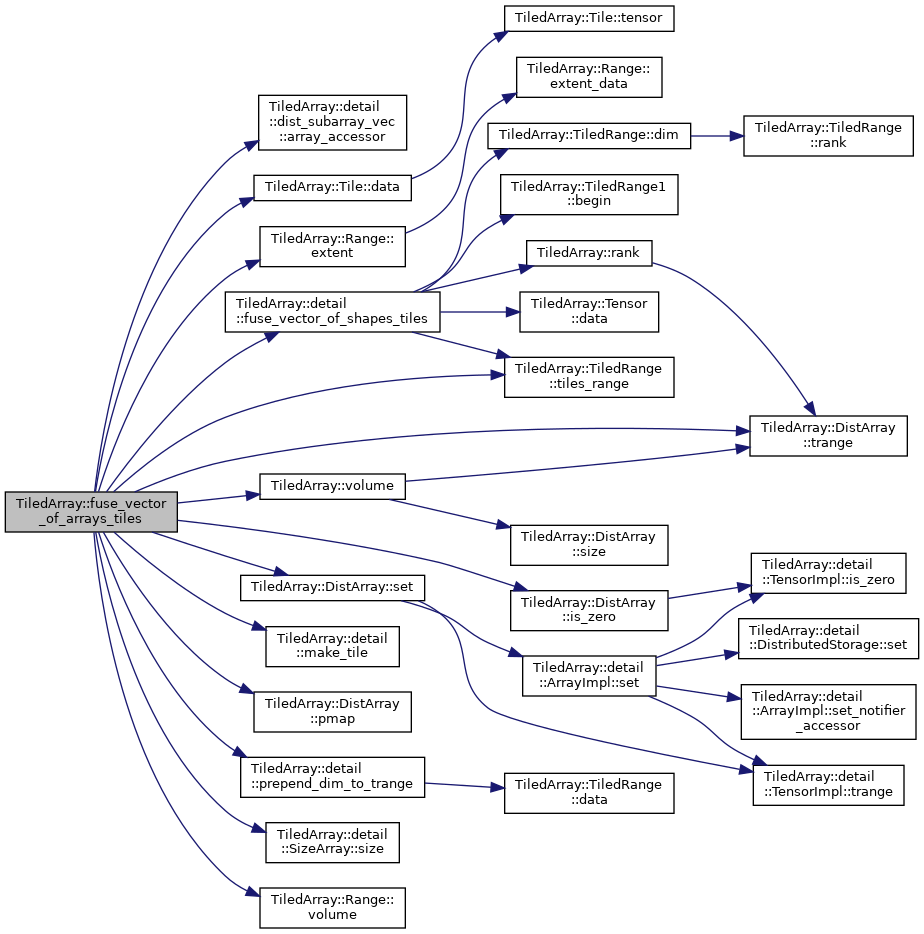 TiledArray::Tile::tensor
TiledArray::Range::
extent_data
TiledArray::detail
::dist_subarray_vec
::array_accessor
TiledArray::TiledRange::dim
TiledArray::TiledRange
::rank
TiledArray::Tile::data
TiledArray::TiledRange1
::begin
TiledArray::Range::
extent
TiledArray::rank
TiledArray::detail
::fuse_vector_of_shapes_tiles
TiledArray::Tensor
::data
TiledArray::TiledRange
::tiles_range
TiledArray::DistArray
::trange
TiledArray::volume
TiledArray::fuse_vector
_of_arrays_tiles
TiledArray::DistArray
::size
TiledArray::DistArray::set
TiledArray::detail
::TensorImpl::is_zero
TiledArray::DistArray
::is_zero
TiledArray::detail
::make_tile
TiledArray::detail
::DistributedStorage::set
TiledArray::detail
::ArrayImpl::set
TiledArray::DistArray
::pmap
TiledArray::detail
::ArrayImpl::set_notifier
_accessor
TiledArray::detail
::prepend_dim_to_trange
TiledArray::TiledRange
::data
TiledArray::detail
::TensorImpl::trange
TiledArray::detail
::SizeArray::size
TiledArray::Range::
volume